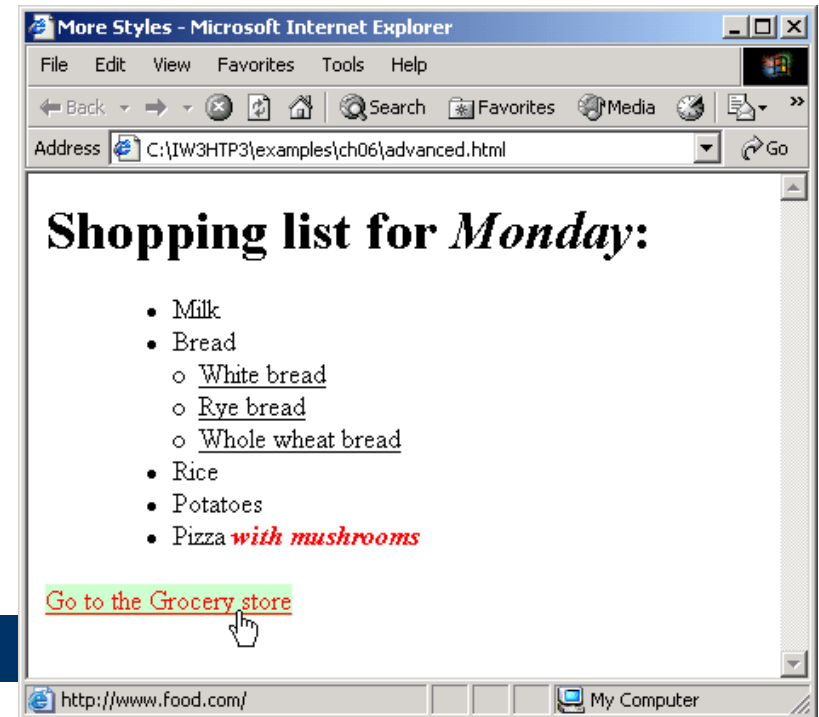 More Styles - Microsoft Internet Explorer
File Edit View Favorites Tools Help
Back Search Favorites Media »
Address C:\IW3HTP3\examples\ch06\advanced.html Go
Shopping list for Monday:
• Milk
• Bread
o White bread
o Rye bread
o Whole wheat bread
• Rice
• Potatoes
• Pizza with mushrooms
Go to the Grocery store
http://www.food.com/ My Computer